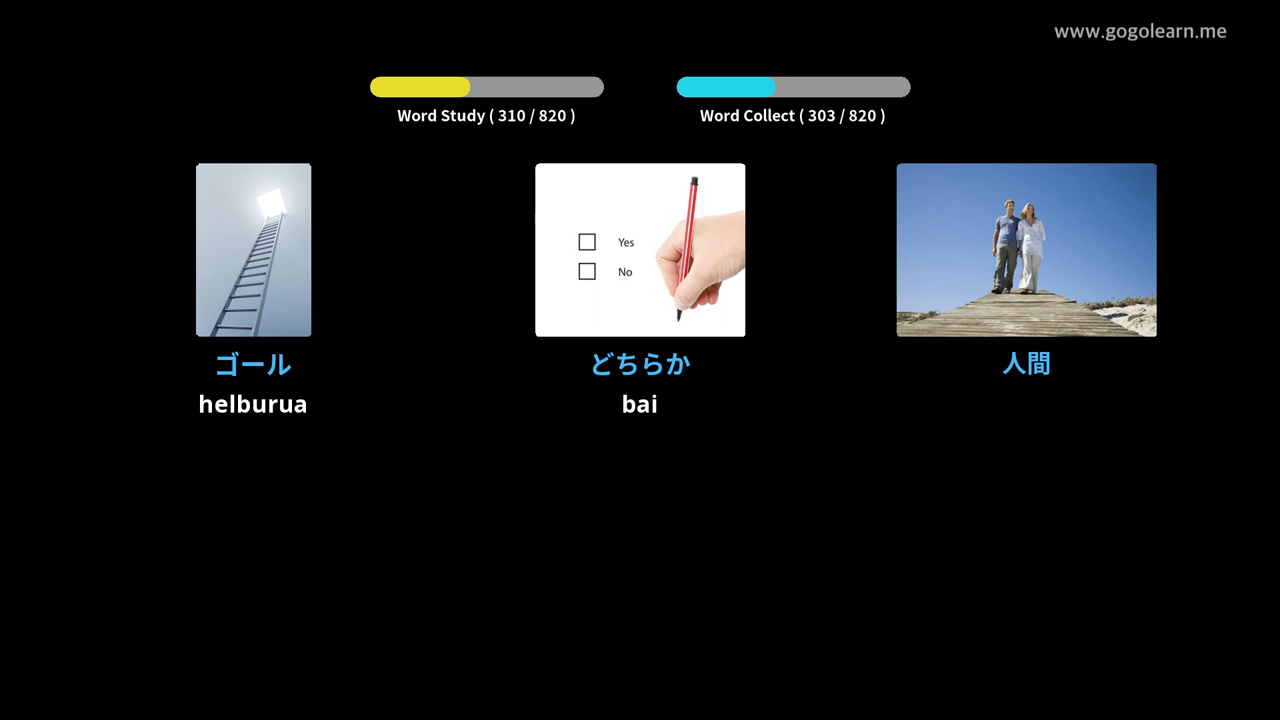 www.gogolearn.me
Word Study ( 310 / 820 )
Word Collect ( 303 / 820 )
Yes
No
ゴール
どちらか
人間
helburua
bai